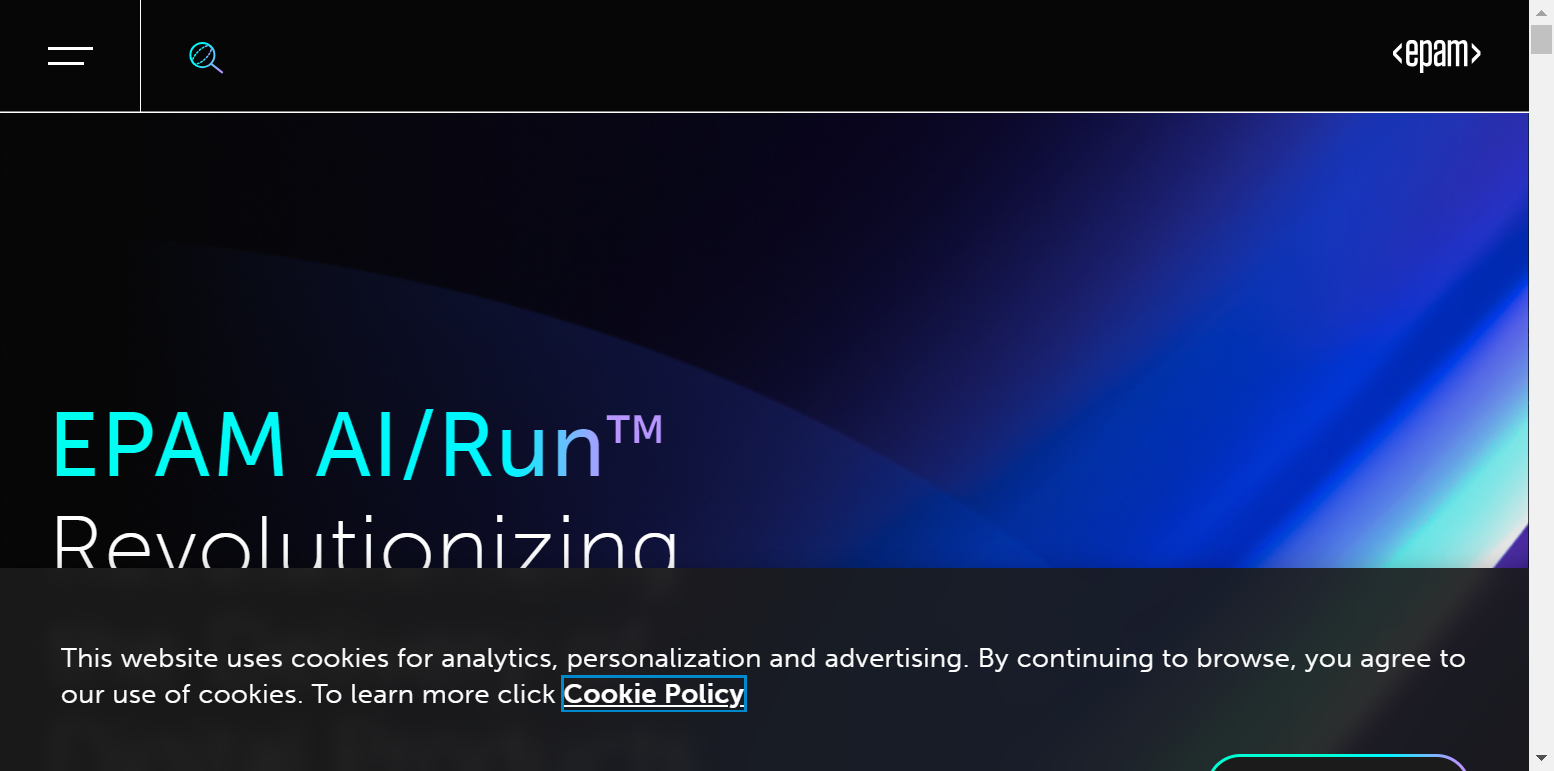 <epam>
EPAM AI/Run™
Revolutionizing
This website uses cookies for analytics, personalization and advertising. By continuing to browse, you agree to
our use of cookies. To learn more click Cookie Policy